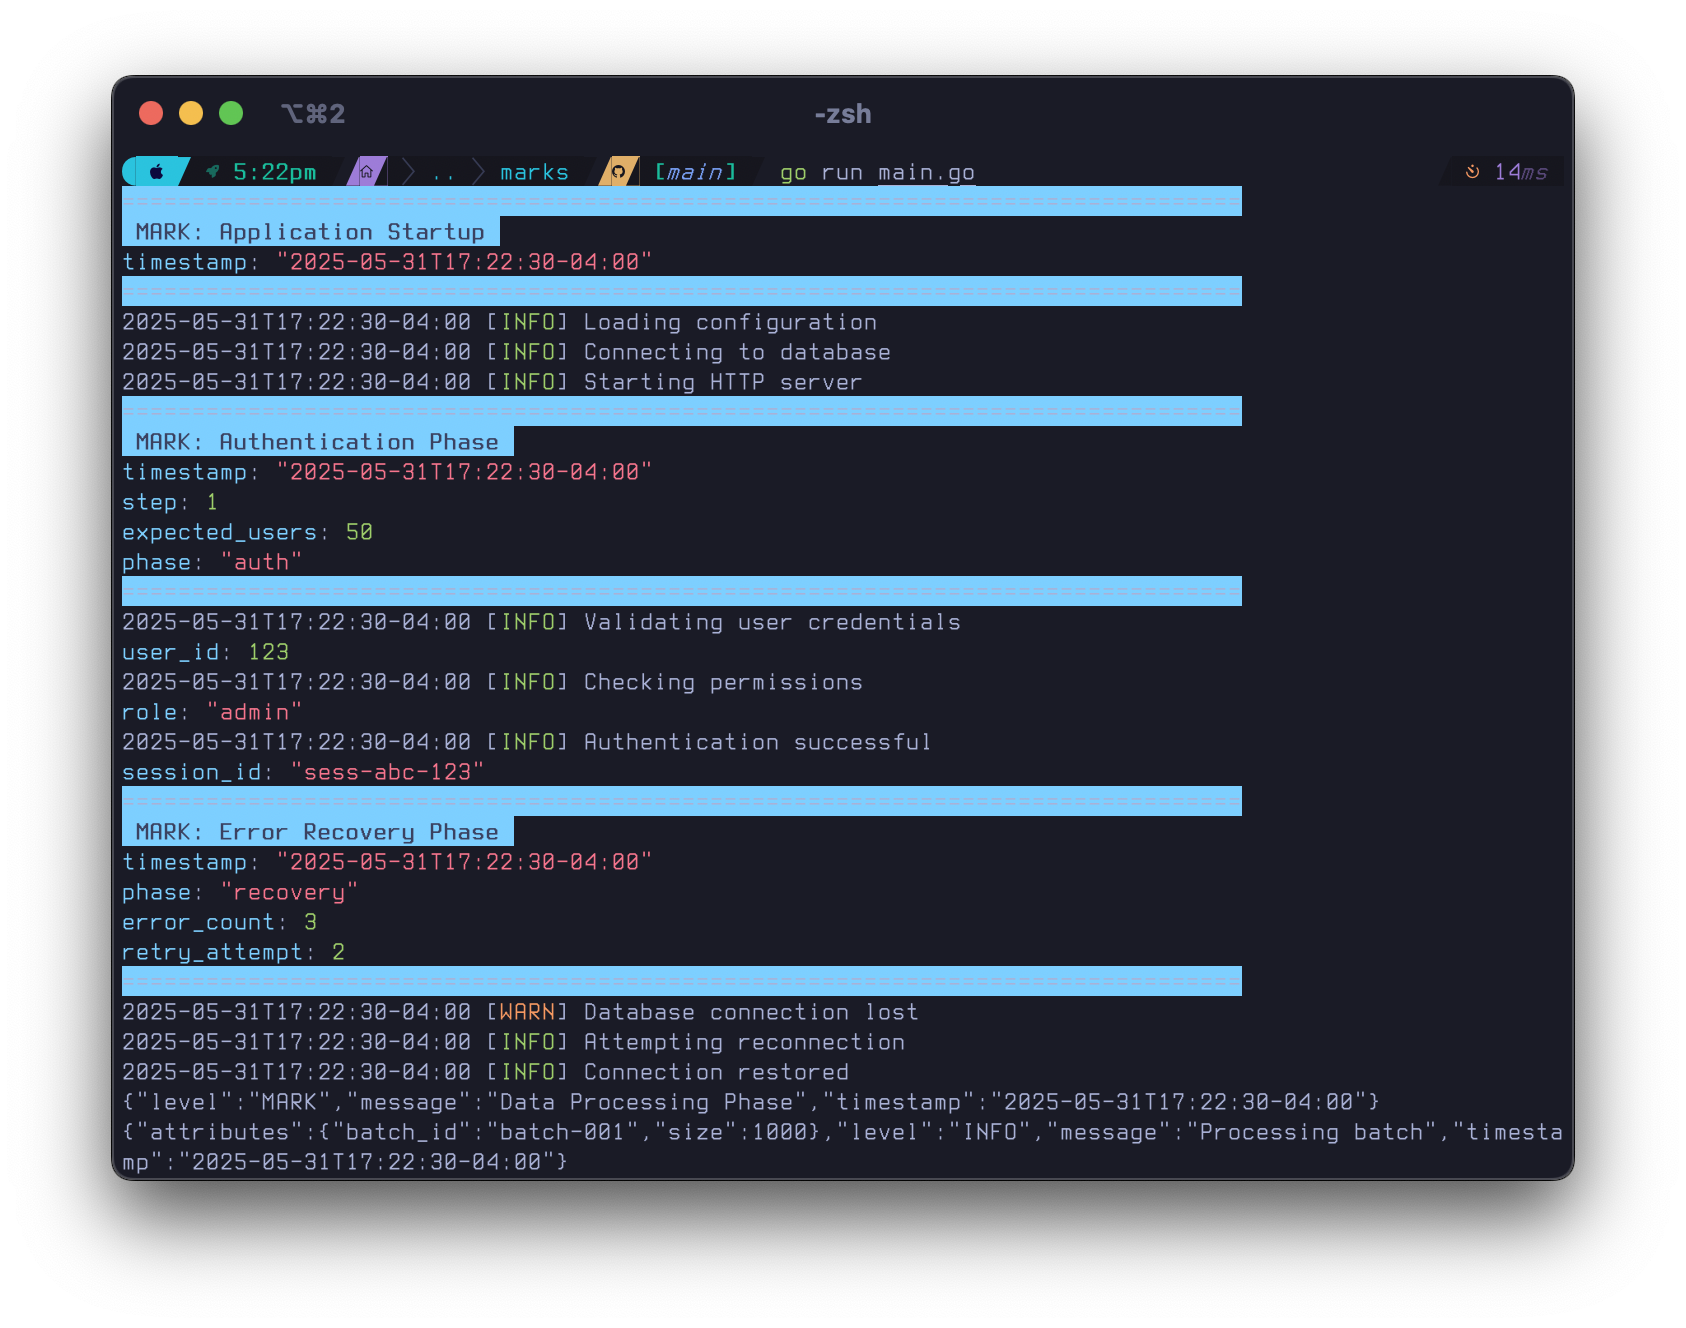 ⌥⌘2 -zsh
5:22pm .. marks [main] go run main.go 14ms
================================================================================
MARK: Application Startup
timestamp: "2025-05-31T17:22:30-04:00"
================================================================================
2025-05-31T17:22:30-04:00 [INFO] Loading configuration
2025-05-31T17:22:30-04:00 [INFO] Connecting to database
2025-05-31T17:22:30-04:00 [INFO] Starting HTTP server
================================================================================
MARK: Authentication Phase
timestamp: "2025-05-31T17:22:30-04:00"
step: 1
expected_users: 50
phase: "auth"
================================================================================
2025-05-31T17:22:30-04:00 [INFO] Validating user credentials
user_id: 123
2025-05-31T17:22:30-04:00 [INFO] Checking permissions
role: "admin"
2025-05-31T17:22:30-04:00 [INFO] Authentication successful
session_id: "sess-abc-123"
================================================================================
MARK: Error Recovery Phase
timestamp: "2025-05-31T17:22:30-04:00"
phase: "recovery"
error_count: 3
retry_attempt: 2
================================================================================
2025-05-31T17:22:30-04:00 [WARN] Database connection lost
2025-05-31T17:22:30-04:00 [INFO] Attempting reconnection
2025-05-31T17:22:30-04:00 [INFO] Connection restored
{"level":"MARK","message":"Data Processing Phase","timestamp":"2025-05-31T17:22:30-04:00"}
{"attributes":{"batch_id":"batch-001","size":1000},"level":"INFO","message":"Processing batch","timesta
mp":"2025-05-31T17:22:30-04:00"}